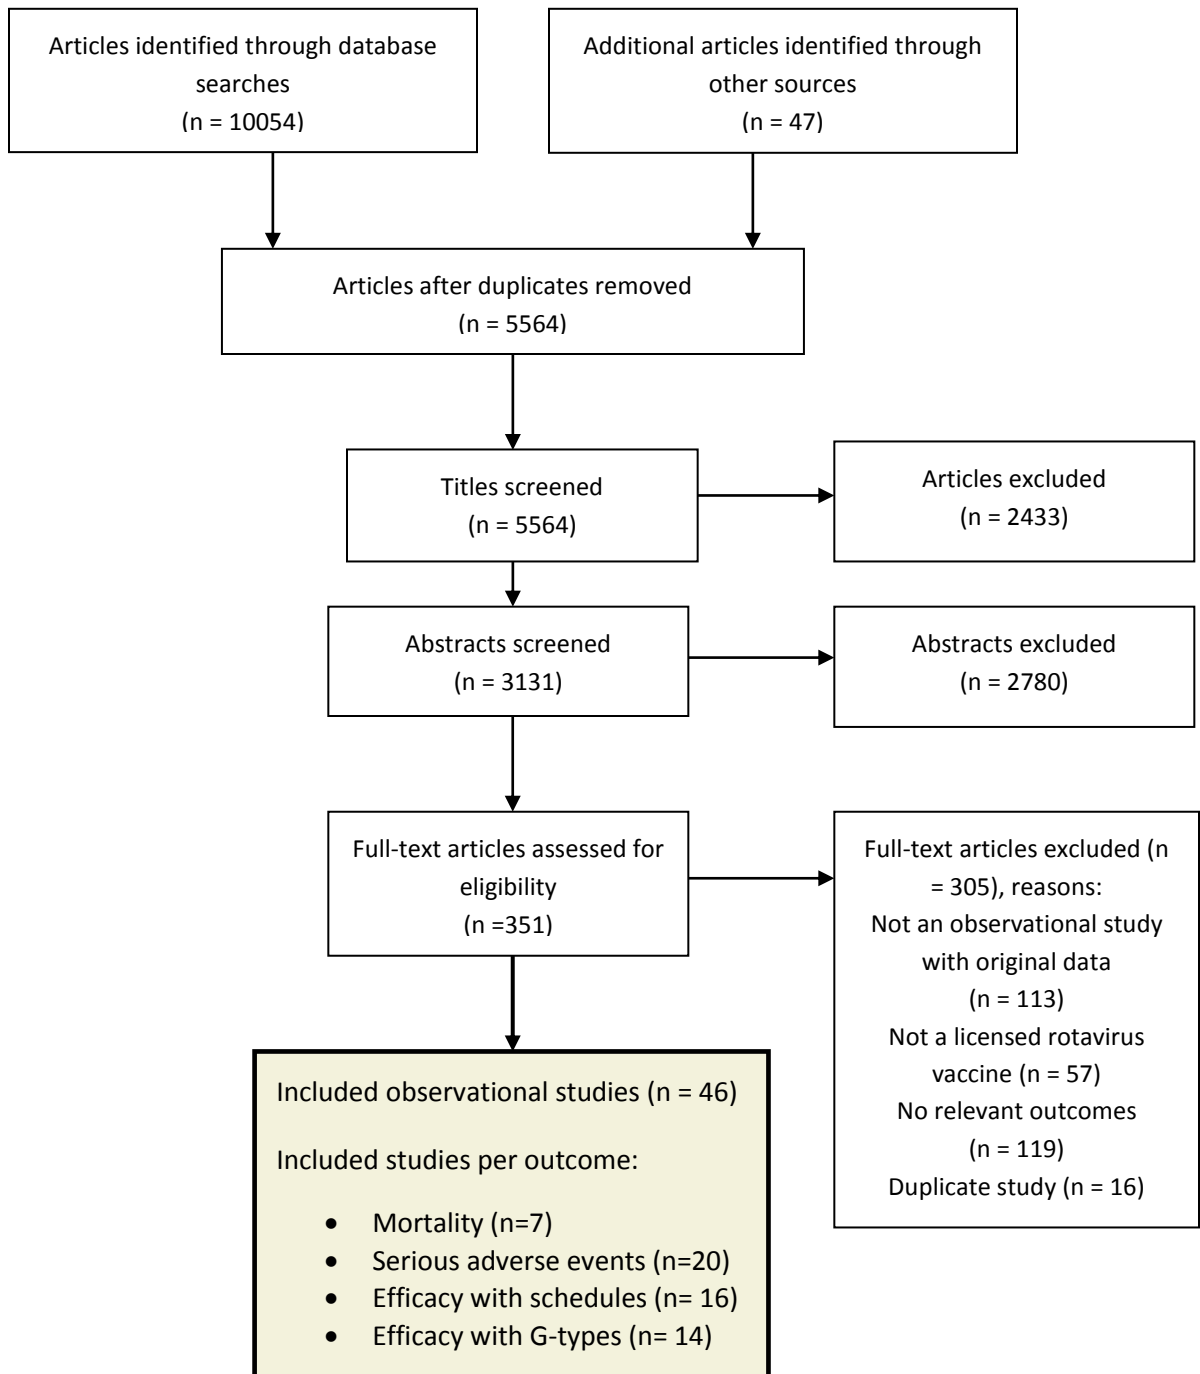 Articles identified through database
searches
(n = 10054)
Additional articles identified through
other sources
(n = 47)
Articles after duplicates removed
(n = 5564)
Titles screened
(n = 5564)
Articles excluded
(n = 2433)
Abstracts screened
(n = 3131)
Abstracts excluded
(n = 2780)
Full-text articles assessed for
eligibility
(n =351)
Full-text articles excluded (n
= 305), reasons:
Not an observational study
with original data
(n = 113)
Not a licensed rotavirus
vaccine (n = 57)
No relevant outcomes
(n = 119)
Duplicate study (n = 16)
Included observational studies (n = 46)
Included studies per outcome:
• Mortality (n=7)
• Serious adverse events (n=20)
• Efficacy with schedules (n= 16)
• Efficacy with G-types (n= 14)